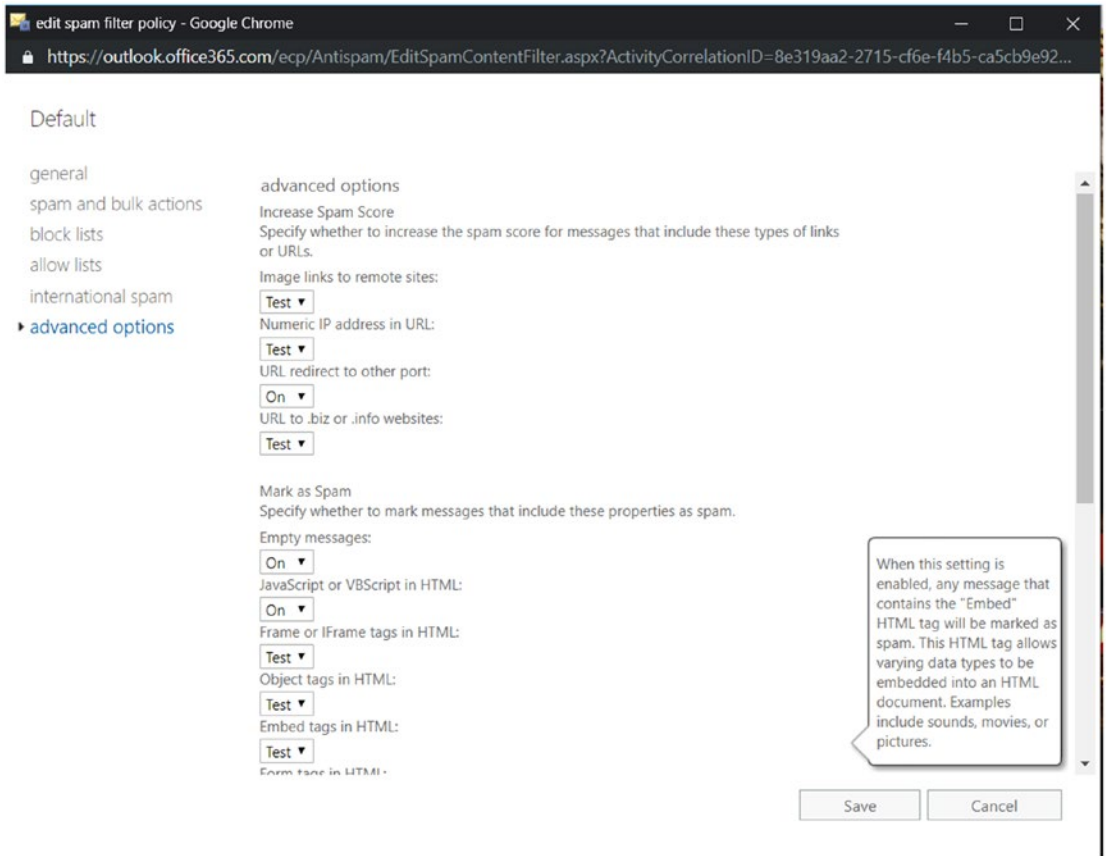 edit spam filter policy - Google Chrome
https://outlook.office365.com/ecp/Antispam/EditSpamContentFilter.aspx?ActivityCorrelationID=8e319aa2-2715-cf6e-f4b5-ca5cb9e92...
Default
general
spam and bulk actions
block lists
allow lists
international spam
advanced options
advanced options
Increase Spam Score
Specify whether to increase the spam score for messages that include these types of links
or URLs.
Image links to remote sites:
Test
Numeric IP address in URL:
Test
URL redirect to other port:
On
URL to .biz or .info websites:
Test
Mark as Spam
Specify whether to mark messages that include these properties as spam.
Empty messages:
On
JavaScript or VBScript in HTML:
On
Frame or IFrame tags in HTML:
Test
Object tags in HTML:
Test
Embed tags in HTML:
Test
Form tags in HTML:
When this setting is
enabled, any message that
contains the "Embed"
HTML tag will be marked as
spam. This HTML tag allows
varying data types to be
embedded into an HTML
document. Examples
include sounds, movies, or
pictures.
Save
Cancel